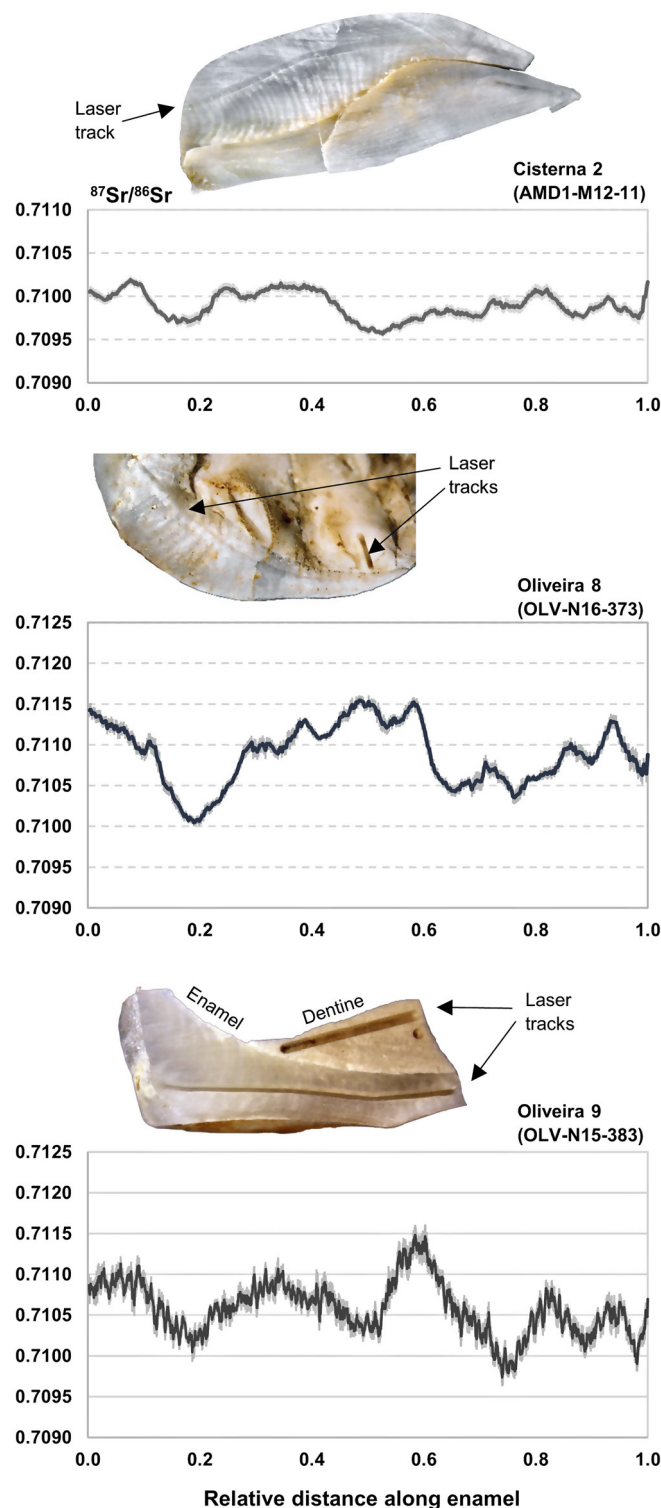 Laser
track
⁸⁷Sr/⁸⁶Sr
Cisterna 2
(AMD1-M12-11)
0.7110
0.7105
0.7100
0.7095
0.7090
0.0 0.2 0.4 0.6 0.8 1.0
Laser
tracks
Oliveira 8
(OLV-N16-373)
0.7125
0.7120
0.7115
0.7110
0.7105
0.7100
0.7095
0.7090
0.0 0.2 0.4 0.6 0.8 1.0
Enamel
Dentine
Laser
tracks
Oliveira 9
(OLV-N15-383)
0.7125
0.7120
0.7115
0.7110
0.7105
0.7100
0.7095
0.7090
0.0 0.2 0.4 0.6 0.8 1.0
Relative distance along enamel